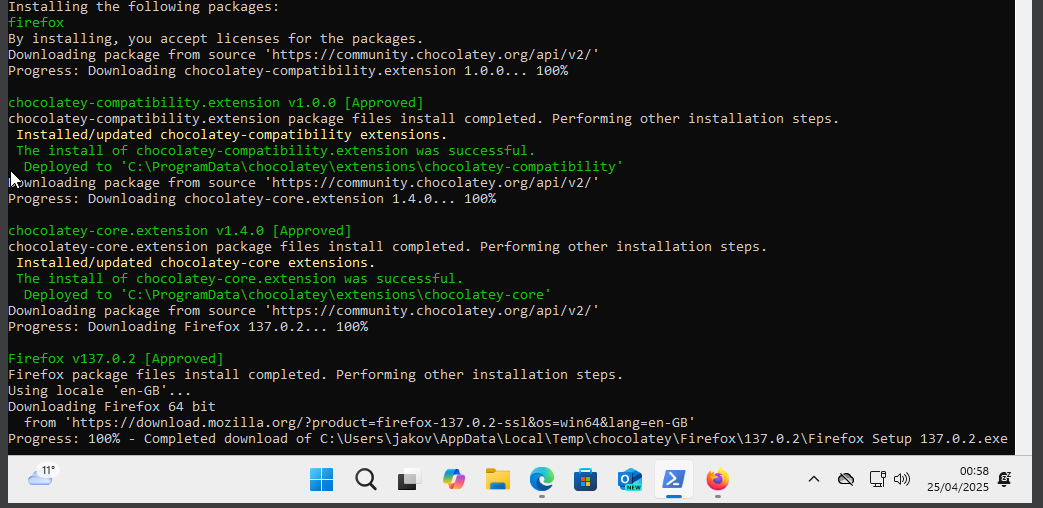 Installing the following packages:
firefox
By installing, you accept licenses for the packages.
Downloading package from source 'https://community.chocolatey.org/api/v2/'
Progress: Downloading chocolatey-compatibility.extension 1.0.0... 100%
chocolatey-compatibility.extension v1.0.0 [Approved]
chocolatey-compatibility.extension package files install completed. Performing other installation steps.
Installed/updated chocolatey-compatibility extensions.
The install of chocolatey-compatibility.extension was successful.
Deployed to 'C:\ProgramData\chocolatey\extensions\chocolatey-compatibility'
Downloading package from source 'https://community.chocolatey.org/api/v2/'
Progress: Downloading chocolatey-core.extension 1.4.0... 100%
chocolatey-core.extension v1.4.0 [Approved]
chocolatey-core.extension package files install completed. Performing other installation steps.
Installed/updated chocolatey-core extensions.
The install of chocolatey-core.extension was successful.
Deployed to 'C:\ProgramData\chocolatey\extensions\chocolatey-core'
Downloading package from source 'https://community.chocolatey.org/api/v2/'
Progress: Downloading Firefox 137.0.2... 100%
Firefox v137.0.2 [Approved]
Firefox package files install completed. Performing other installation steps.
Using locale 'en-GB'...
Downloading Firefox 64 bit
from 'https://download.mozilla.org/?product=firefox-137.0.2-ssl&os=win64&lang=en-GB'
Progress: 100% - Completed download of C:\Users\jakov\AppData\Local\Temp\chocolatey\Firefox\137.0.2\Firefox Setup 137.0.2.exe
11°
NEW
00:58
25/04/2025